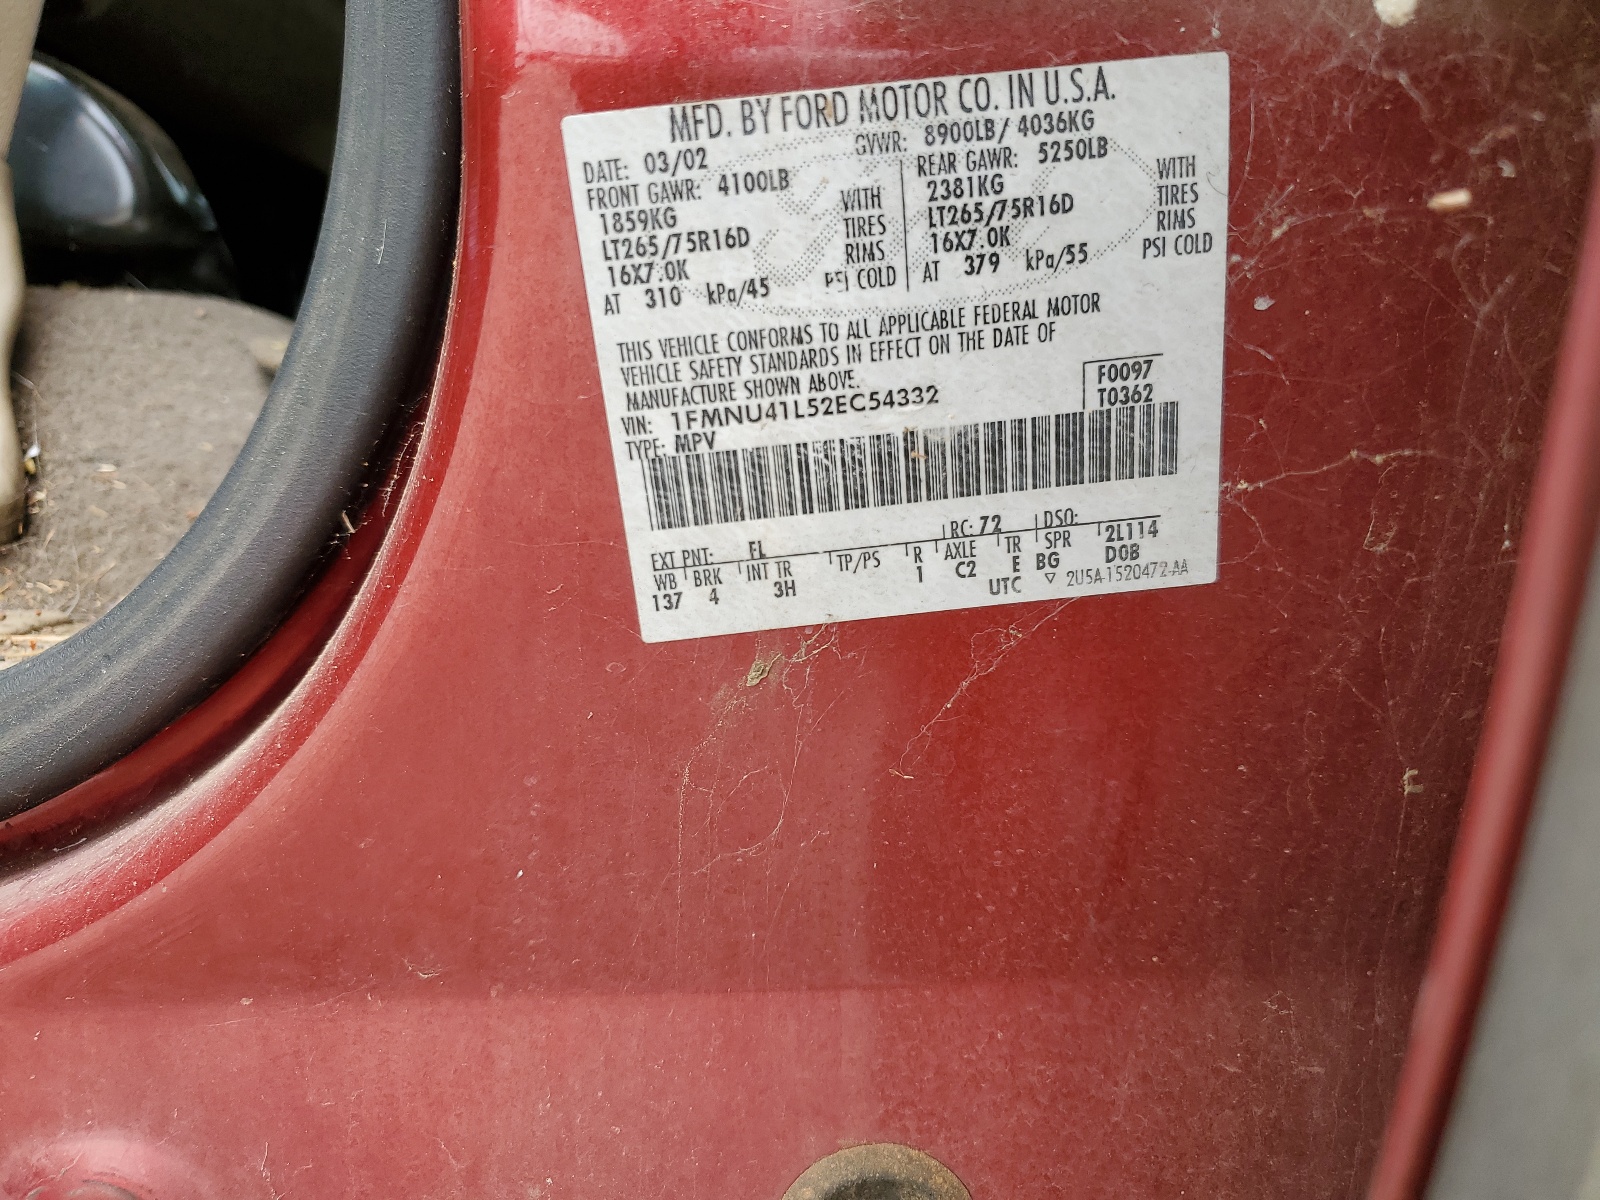 MFD. BY FORD MOTOR CO. IN U.S.A.
DATE: 03/02 GVWR: 8900LB/ 4036KG
FRONT GAWR: 4100LB REAR GAWR: 5250LB
1859KG WITH 2381KG WITH
LT265/75R16D TIRES LT265/75R16D TIRES
16X7.0K RIMS 16X7.0K RIMS
AT 310 kPa/45 PSI COLD AT 379 kPa/55 PSI COLD
THIS VEHICLE CONFORMS TO ALL APPLICABLE FEDERAL MOTOR
VEHICLE SAFETY STANDARDS IN EFFECT ON THE DATE OF
MANUFACTURE SHOWN ABOVE.
VIN: 1FMNU41L52EC54332 F0097
TYPE: MPV T0362
EXT PNT: FL RC: 72 DSO:
WB BRK INT TR TP/PS R AXLE TR SPR 2L114
137 4 3H 1 C2 E BG D0B
UTC ▽ 2U5A-1520472-AA